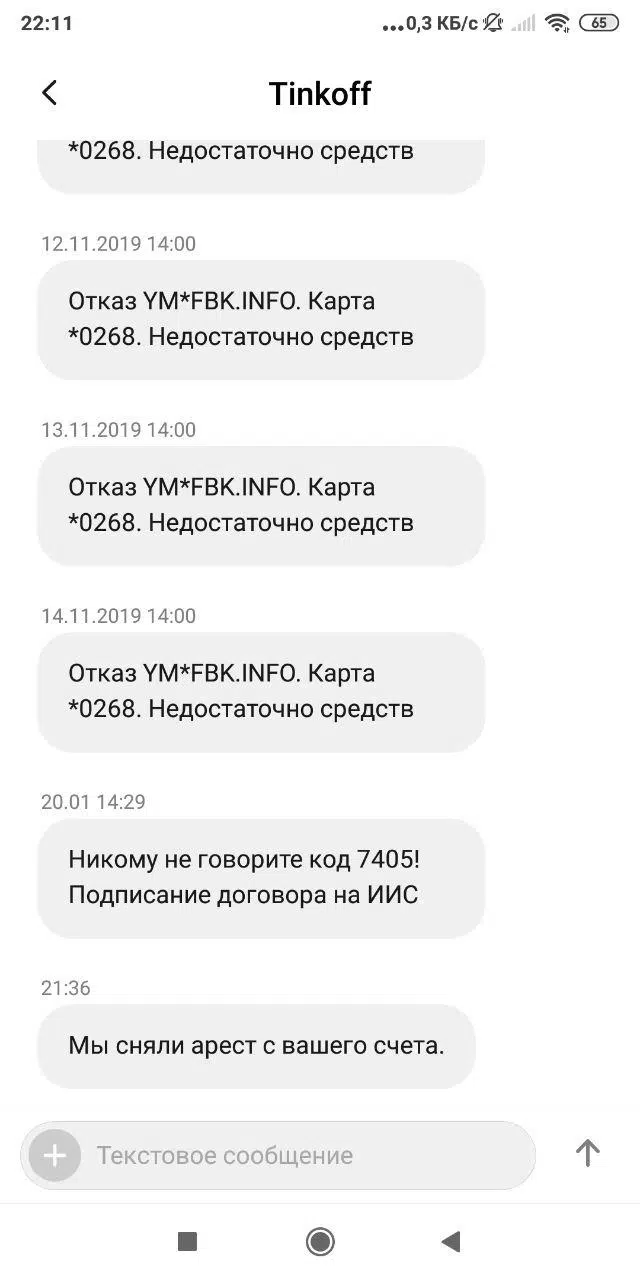 22:11
...0,3 КБ/с
65
Tinkoff
*0268. Недостаточно средств
12.11.2019 14:00
Отказ YM*FBK.INFO. Карта
*0268. Недостаточно средств
13.11.2019 14:00
Отказ YM*FBK.INFO. Карта
*0268. Недостаточно средств
14.11.2019 14:00
Отказ YM*FBK.INFO. Карта
*0268. Недостаточно средств
20.01 14:29
Никому не говорите код 7405!
Подписание договора на ИИС
21:36
Мы сняли арест с вашего счета.
Текстовое сообщение